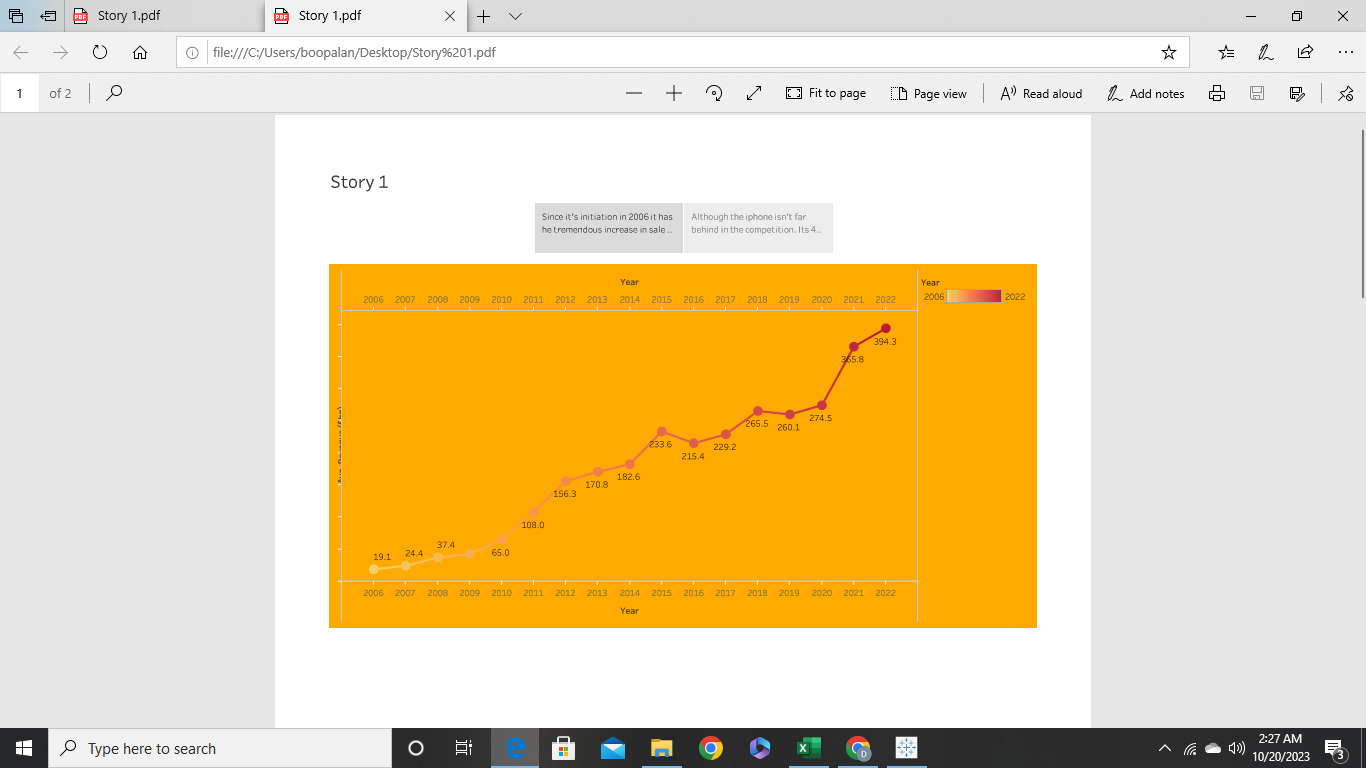 Story 1.pdf
Story 1.pdf
file:///C:/Users/boopalan/Desktop/Story%201.pdf
1 of 2
Fit to page
Page view
Read aloud
Add notes
Story 1
Since it's initiation in 2006 it has
he tremendous increase in sale ..
Although the iphone isn't far
behind in the competition. Its 4..
Year
2006 2007 2008 2009 2010 2011 2012 2013 2014 2015 2016 2017 2018 2019 2020 2021 2022
Year
2006 2022
394.3
365.8
274.5
265.5
260.1
233.6
229.2
215.4
182.6
170.8
156.3
108.0
65.0
37.4
24.4
19.1
2006 2007 2008 2009 2010 2011 2012 2013 2014 2015 2016 2017 2018 2019 2020 2021 2022
Year
Type here to search
2:27 AM
10/20/2023
3